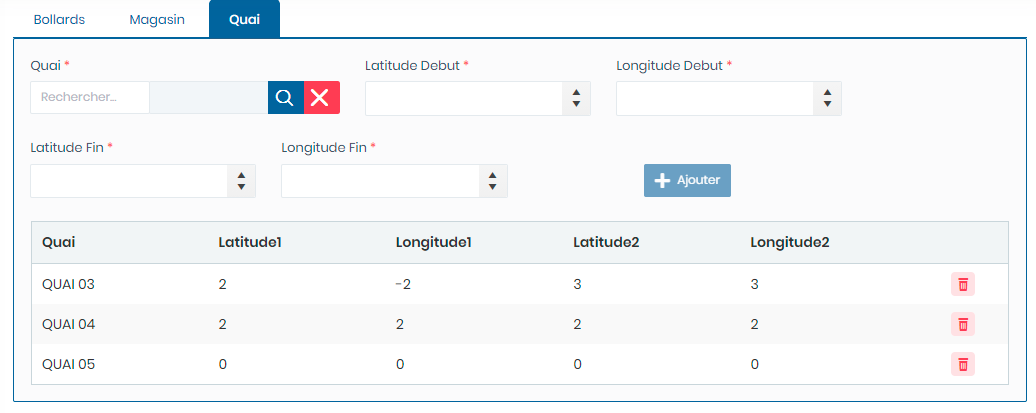 Bollards Magasin Quai
Quai * Latitude Debut * Longitude Debut *
Rechercher...
Latitude Fin * Longitude Fin *
Ajouter
Quai Latitude1 Longitude1 Latitude2 Longitude2
QUAI 03 2 -2 3 3
QUAI 04 2 2 2 2
QUAI 05 0 0 0 0